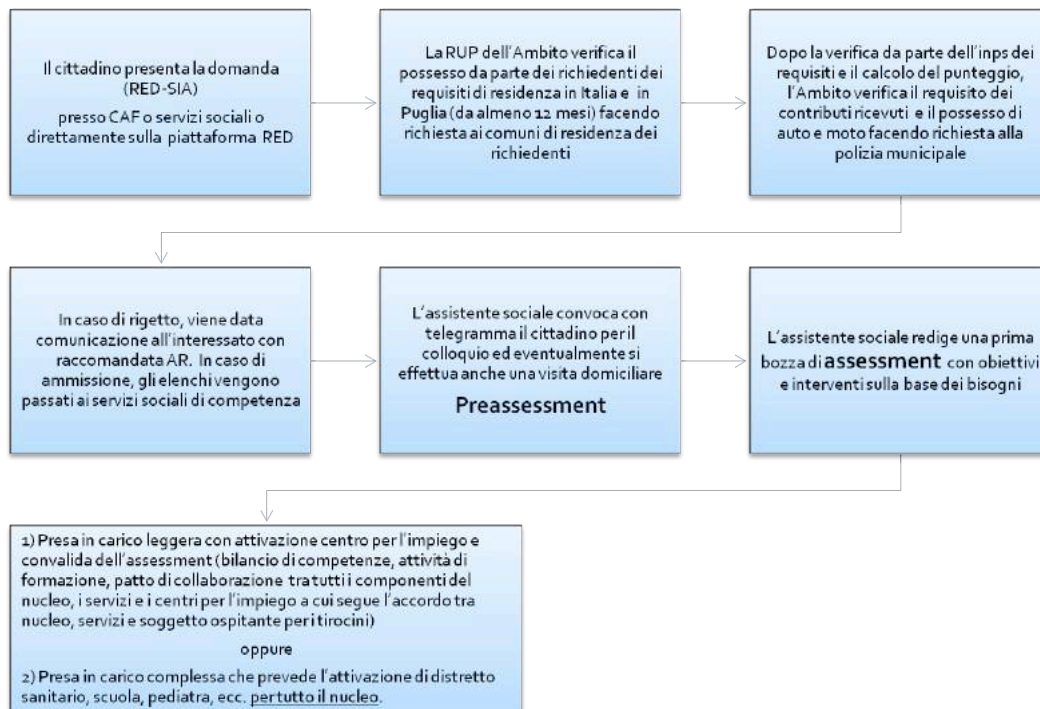 Il cittadino presenta la domanda
(RED-SIA)
presso CAF o servizi sociali o
direttamente sulla piattaforma RED
La RUP dell'Ambito verifica il
possesso da parte dei richiedenti dei
requisiti di residenza in Italia e in
Puglia (da almeno 12 mesi) facendo
richiesta ai comuni di residenza dei
richiedenti
Dopo la verifica da parte dell'inps dei
requisiti e il calcolo del punteggio,
l'Ambito verifica il requisito dei
contributi ricevuti e il possesso di
auto e moto facendo richiesta alla
polizia municipale
In caso di rigetto, viene data
comunicazione all'interessato con
raccomandata AR. In caso di
ammissione, gli elenchi vengono
passati ai servizi sociali di competenza
L'assistente sociale convoca con
telegramma il cittadino per il
colloquio ed eventualmente si
effettua anche una visita domiciliare
Preassessment
L'assistente sociale redige una prima
bozza di assessment con obiettivi
e interventi sulla base dei bisogni
1) Presa in carico leggera con attivazione centro per l'impiego e
convalida dell'assessment (bilancio di competenze, attività di
formazione, patto di collaborazione tra tutti i componenti del
nucleo, i servizi e i centri per l'impiego a cui segue l'accordo tra
nucleo, servizi e soggetto ospitante per i tirocini)
oppure
2) Presa in carico complessa che prevede l'attivazione di distretto
sanitario, scuola, pediatra, ecc. per tutto il nucleo.